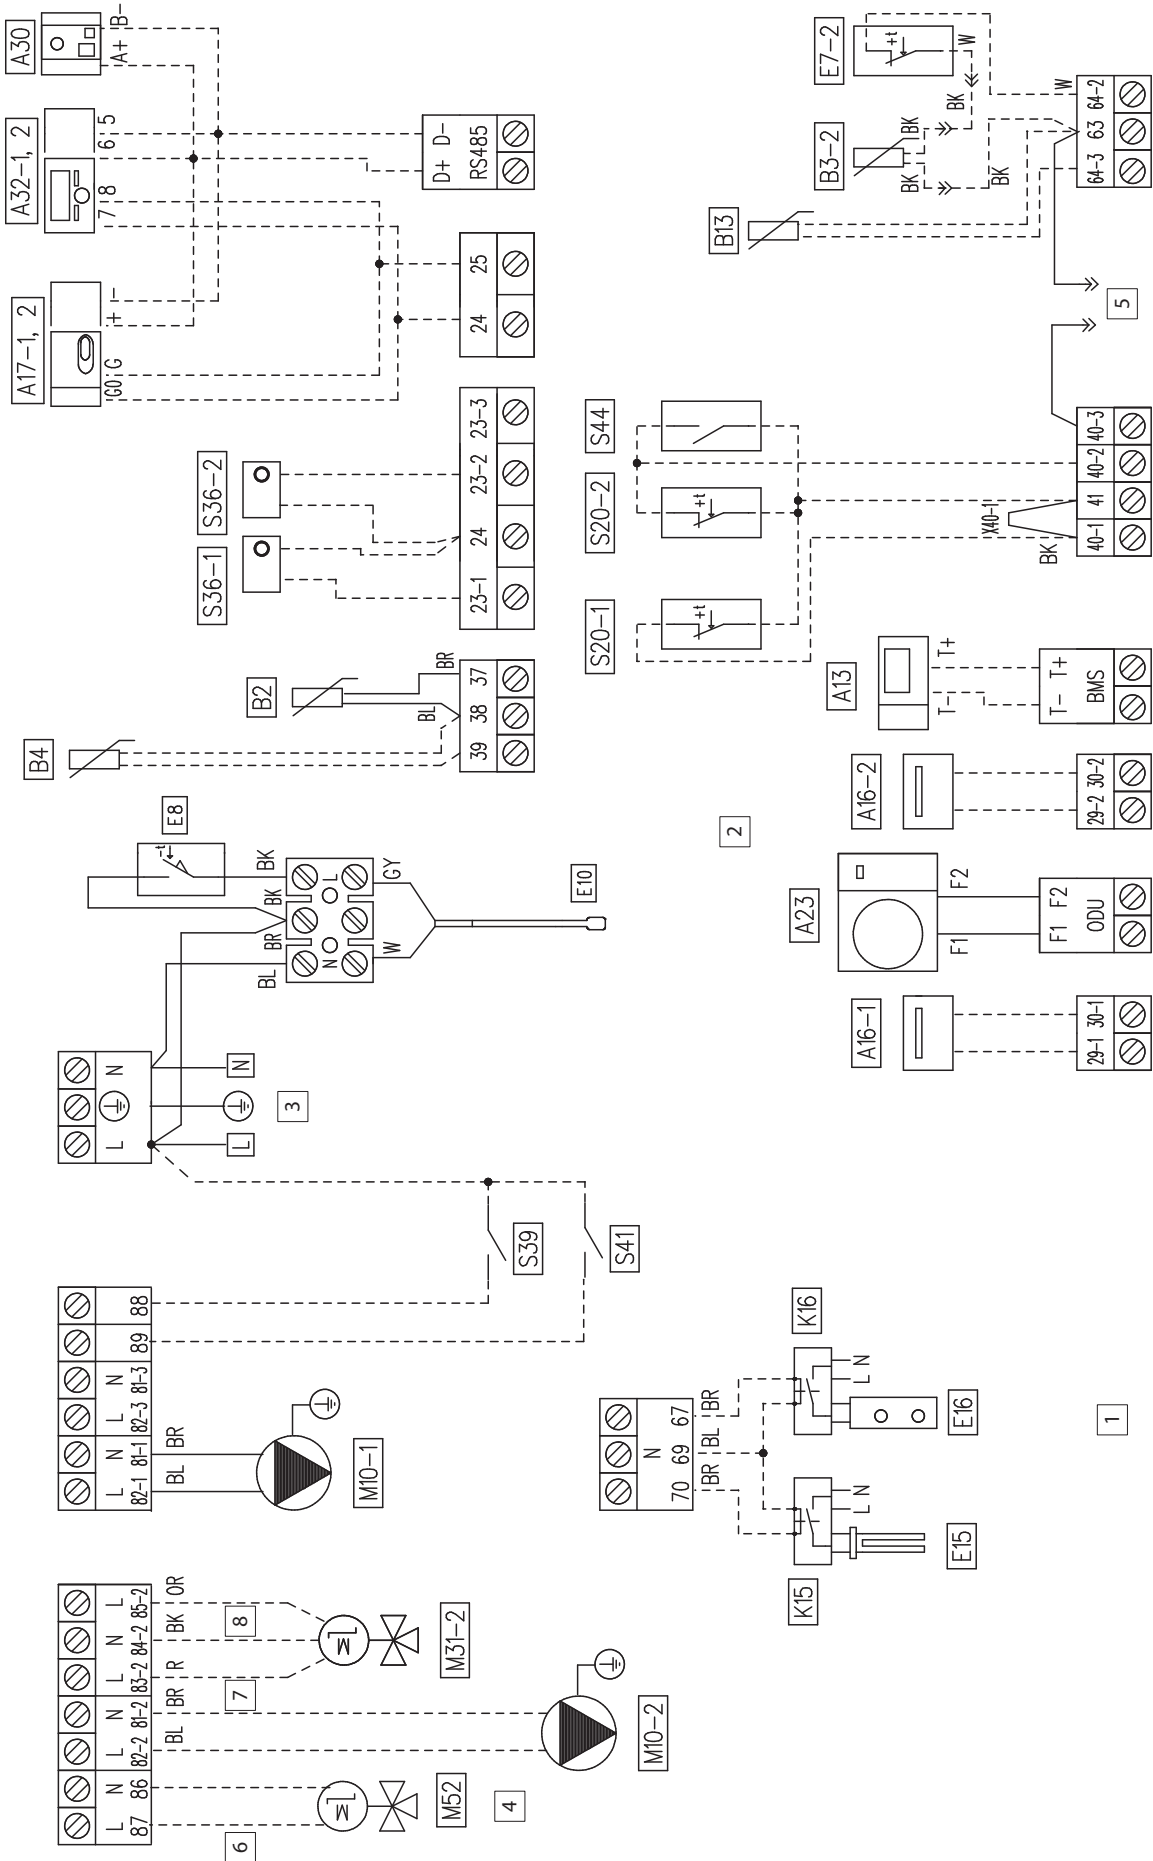 A30
B-
A+
A32-1, 2
5
6
8
7
A17-1, 2
-
+
G
G0
D+ D-
RS485
25
24
S36-2
S36-1
23-3
23-2
24
23-1
B2
B4
BR
BL
37
38
39
E8
-t
BK
BK
BR
BL
L
N
GY
W
E10
N
L
N
L
3
S39
S41
88
89
N
81-3
L
82-3
N
81-1
L
82-1
BR
BL
M10-1
L
85-2
N
84-2
L
83-2
N
81-2
L
82-2
N
86
L
87
OR
BK
R
BR
BL
8
7
6
M
M31-2
M
M52
M10-2
4
N
67
69
70
BR
BL
BR
K16
K15
L N
L N
E16
E15
1
2
E7-2
+t
W
W
BK
B3-2
BK
BK
BK
B13
64-2
63
64-3
5
S44
S20-2
S20-1
+t
+t
X40-1
BK
40-3
40-2
41
40-1
A13
T+
T-
T- T+
BMS
A16-2
29-2 30-2
A23
F2
F1
F1 F2
ODU
A16-1
29-1 30-1